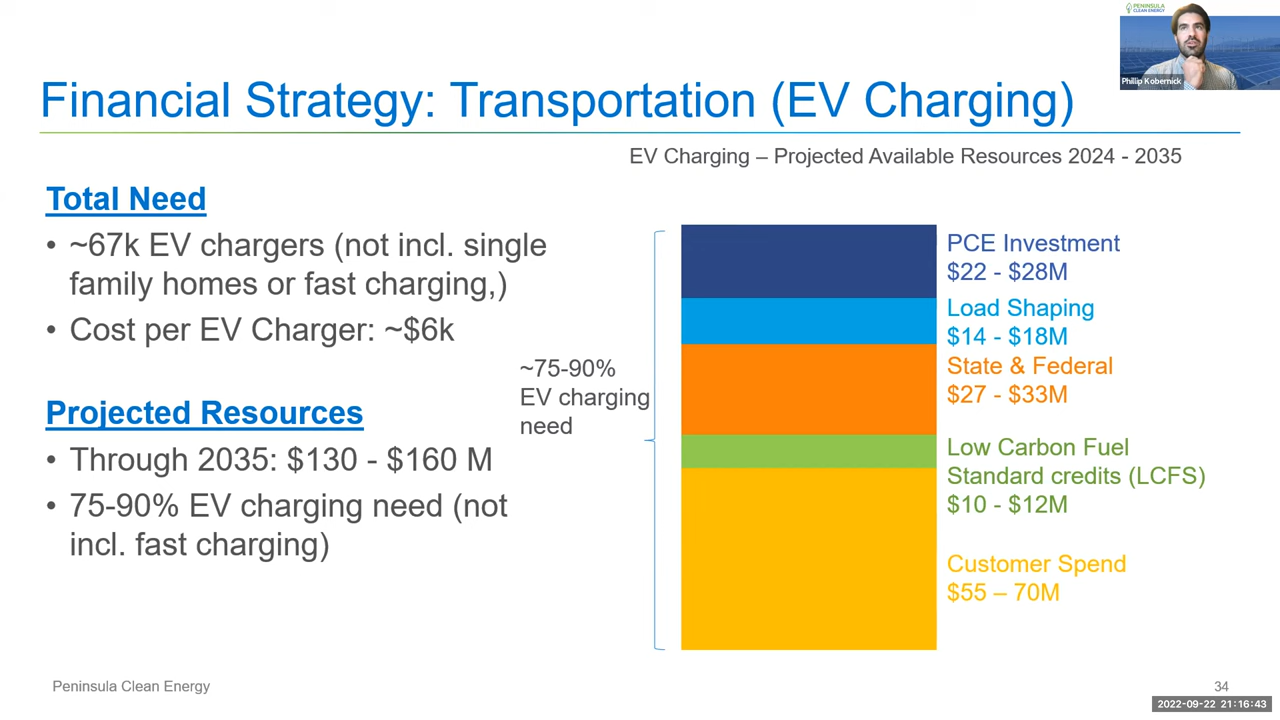 PENINSULA
CLEAN ENERGY
Phillip Kobernick
Financial Strategy: Transportation (EV Charging)
EV Charging – Projected Available Resources 2024 - 2035
Total Need
• ~67k EV chargers (not incl. single
family homes or fast charging,)
• Cost per EV Charger: ~$6k
Projected Resources
• Through 2035: $130 - $160 M
• 75-90% EV charging need (not
incl. fast charging)
~75-90%
EV charging
need
PCE Investment
$22 - $28M
Load Shaping
$14 - $18M
State & Federal
$27 - $33M
Low Carbon Fuel
Standard credits (LCFS)
$10 - $12M
Customer Spend
$55 – 70M
Peninsula Clean Energy
34
2022-09-22 21:16:43